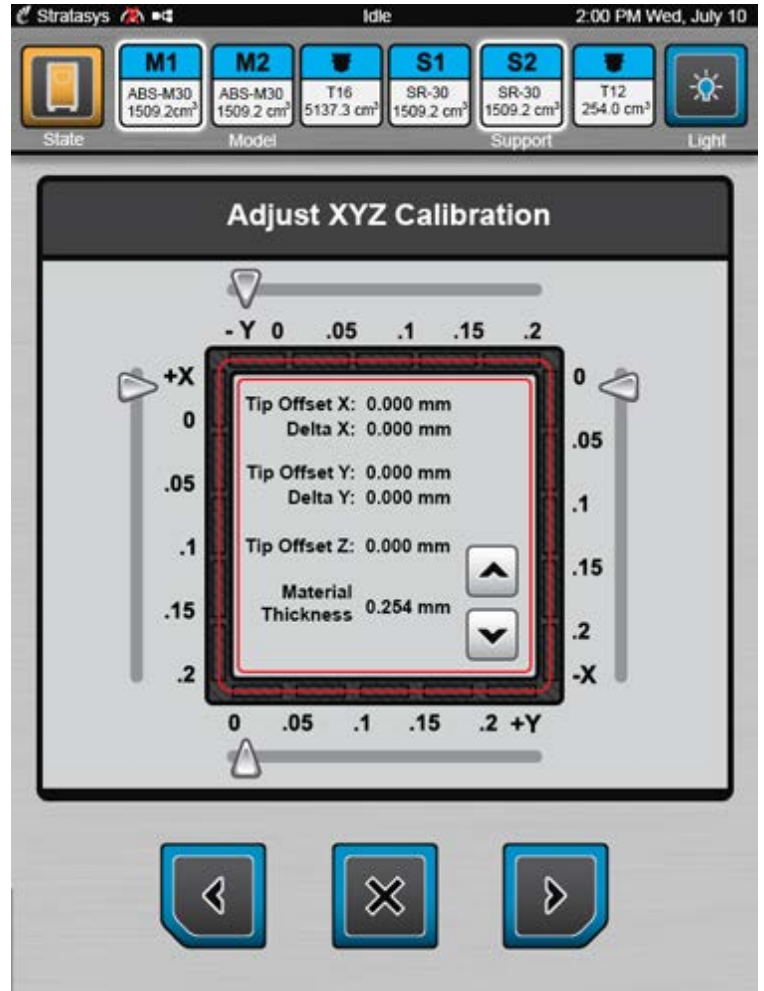 Stratasys Idle 2:00 PM Wed, July 10
M1 M2 S1 S2
ABS-M30 ABS-M30 T16 SR-30 SR-30 T12
1509.2cm³ 1509.2 cm³ 5137.3 cm³ 1509.2 cm³ 1509.2 cm³ 254.0 cm³
State Model Support Light
Adjust XYZ Calibration
- Y 0 .05 .1 .15 .2
+X
0
.05
.1
.15
.2
Tip Offset X: 0.000 mm
Delta X: 0.000 mm
Tip Offset Y: 0.000 mm
Delta Y: 0.000 mm
Tip Offset Z: 0.000 mm
Material
Thickness 0.254 mm
0
.05
.1
.15
.2
-X
0 .05 .1 .15 .2 +Y